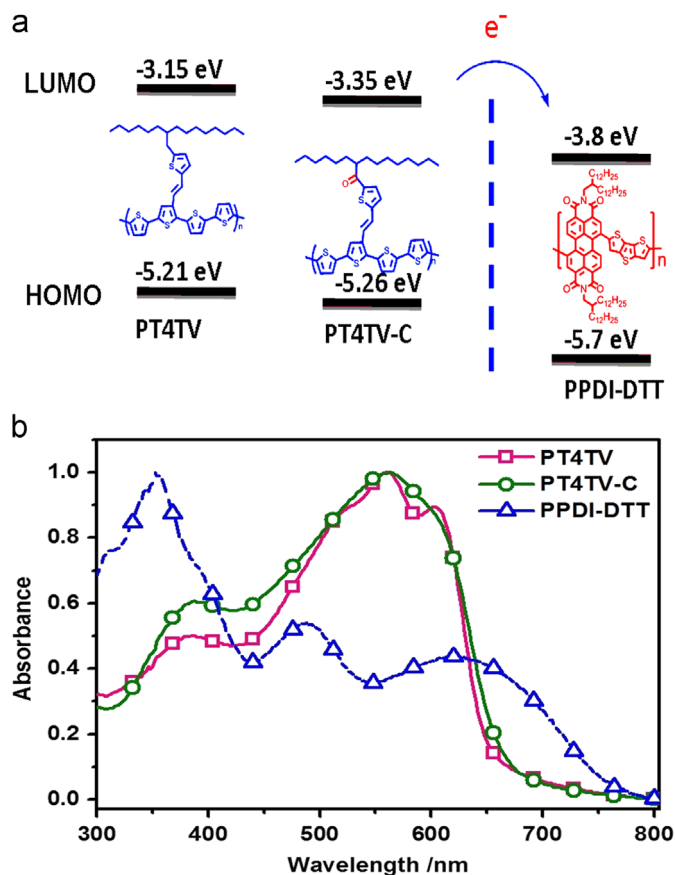 a
e-
LUMO
-3.15 eV
-3.35 eV
-3.8 eV
S
S
S
S
S
n
O
S
S
S
S
S
n
C12H25
C12H25
O
N
O
S
S
S
n
O
N
O
C12H25
C12H25
HOMO
-5.21 eV
-5.26 eV
-5.7 eV
PT4TV
PT4TV-C
PPDI-DTT
b
PT4TV
PT4TV-C
PPDI-DTT
Absorbance
1.0
0.8
0.6
0.4
0.2
0.0
300
400
500
600
700
800
Wavelength /nm